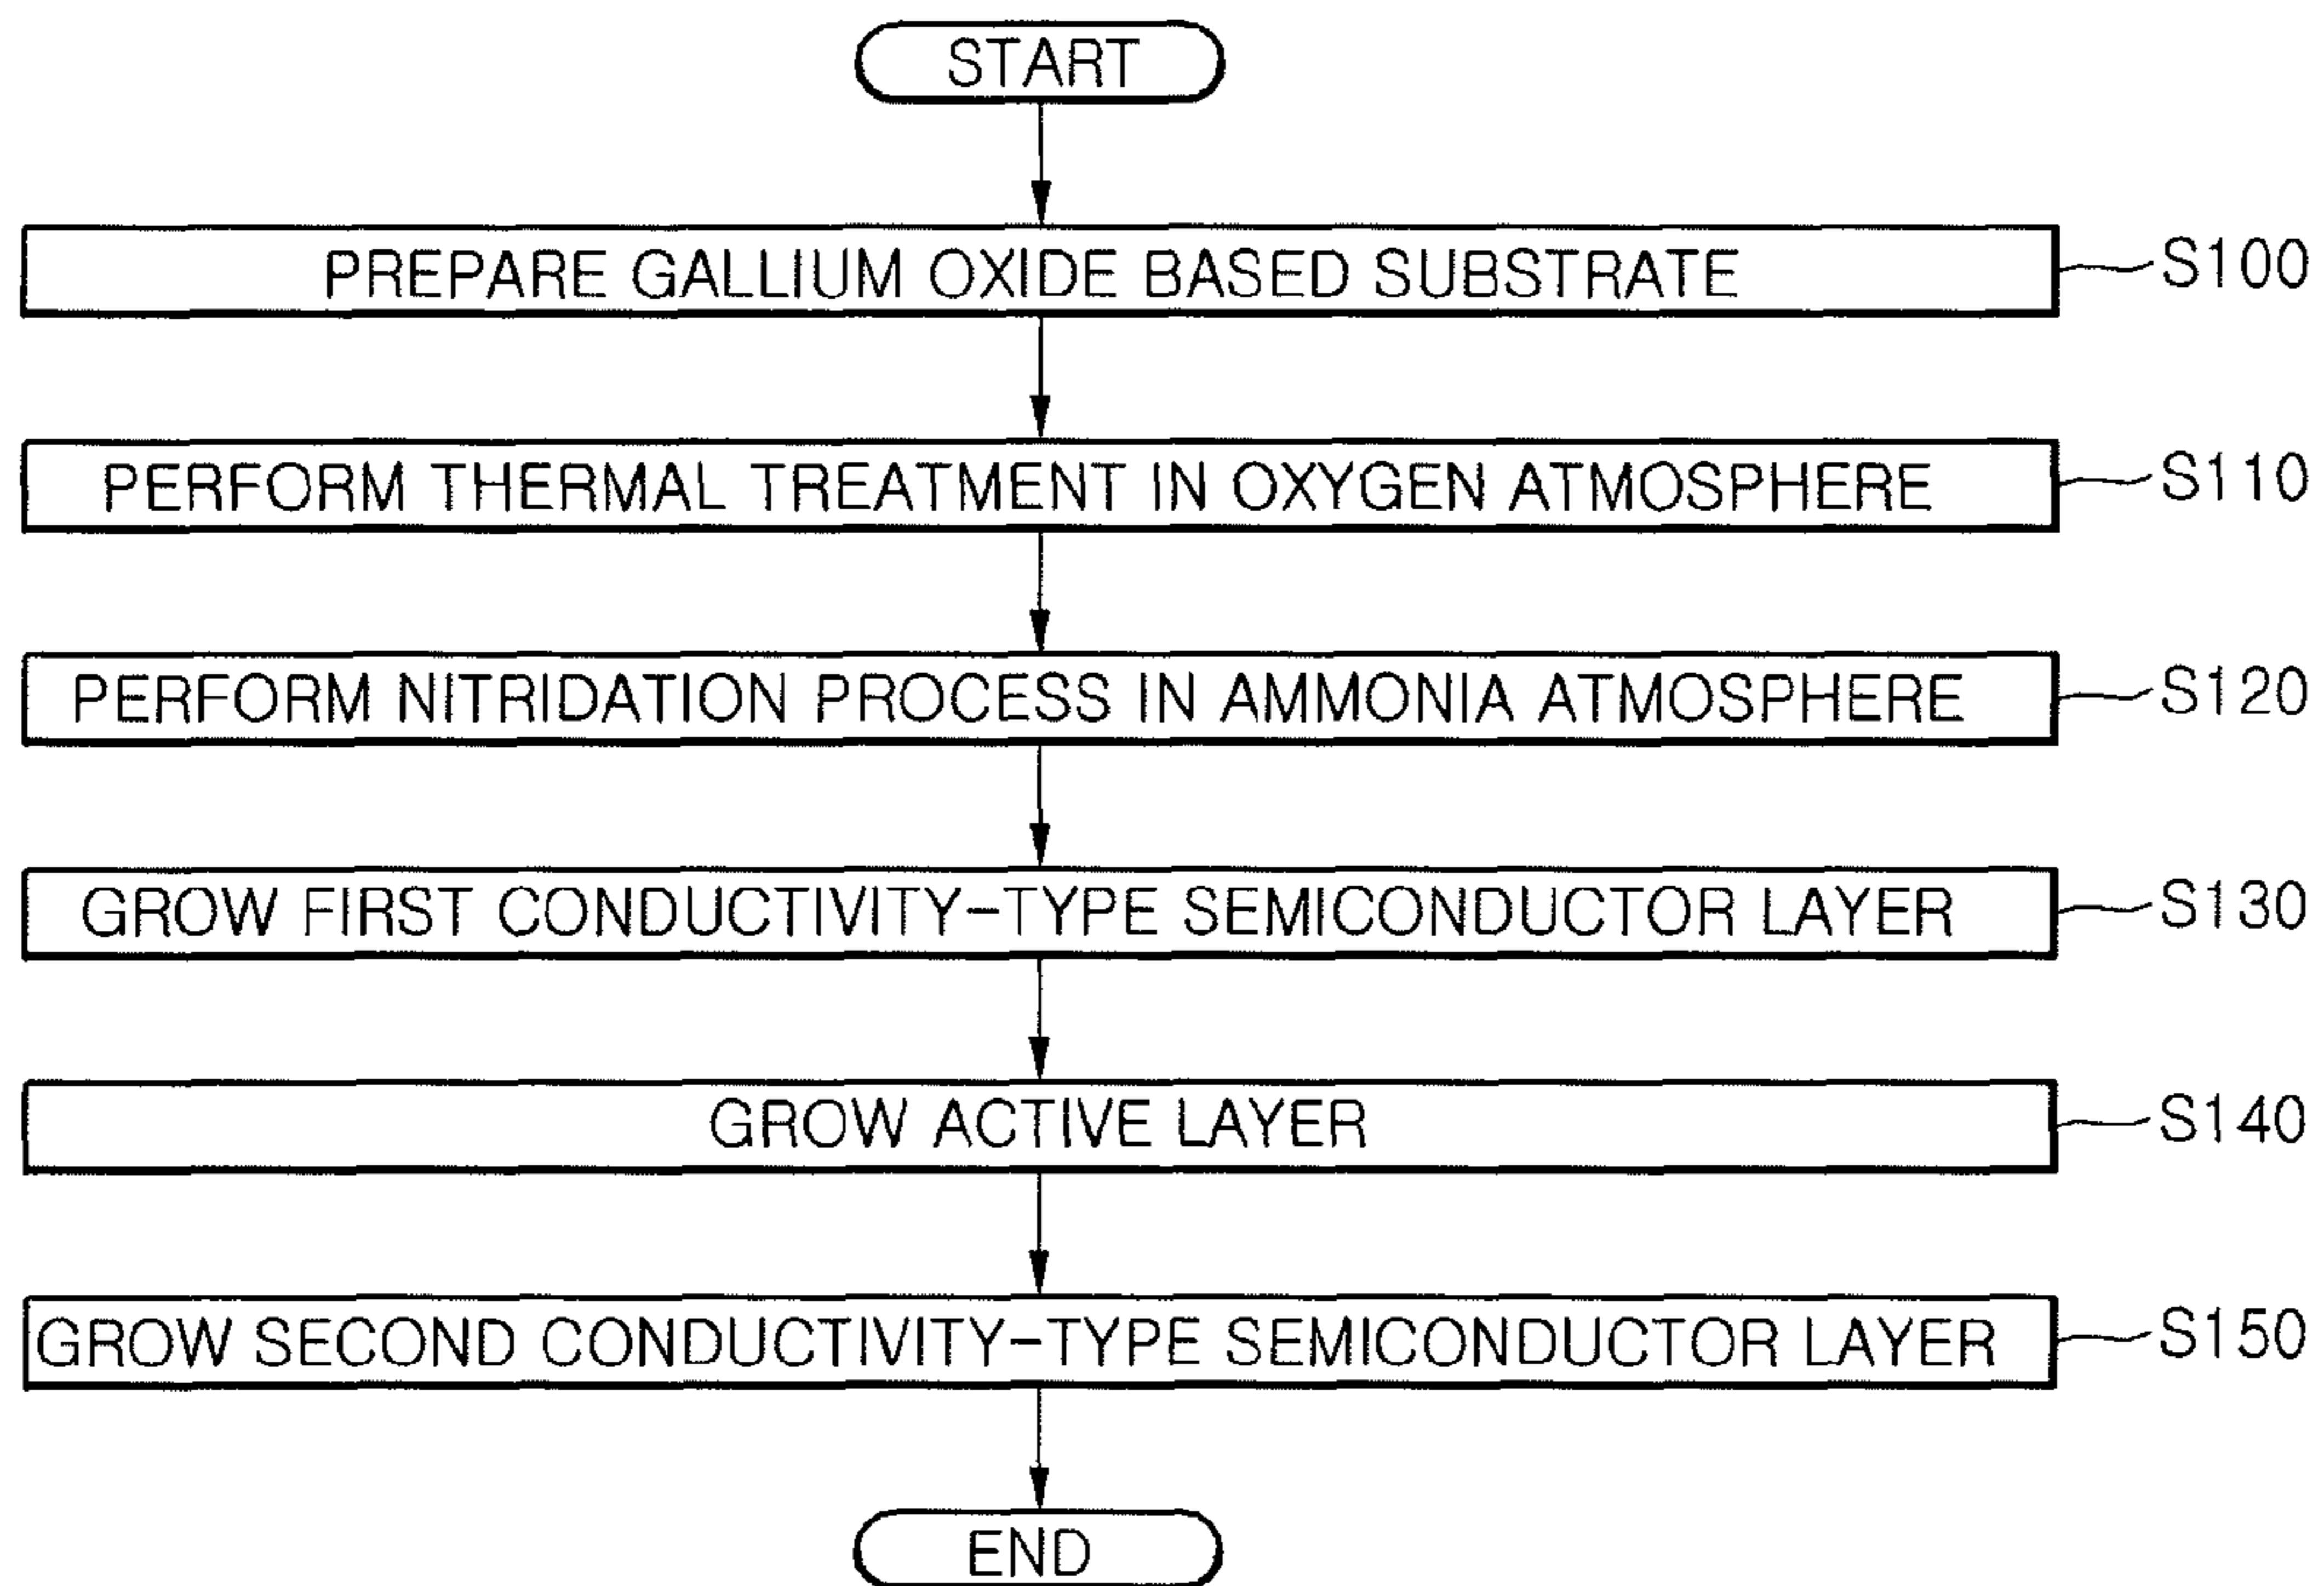 START
PREPARE GALLIUM OXIDE BASED SUBSTRATE S100
PERFORM THERMAL TREATMENT IN OXYGEN ATMOSPHERE S110
PERFORM NITRIDATION PROCESS IN AMMONIA ATMOSPHERE S120
GROW FIRST CONDUCTIVITY-TYPE SEMICONDUCTOR LAYER S130
GROW ACTIVE LAYER S140
GROW SECOND CONDUCTIVITY-TYPE SEMICONDUCTOR LAYER S150
END